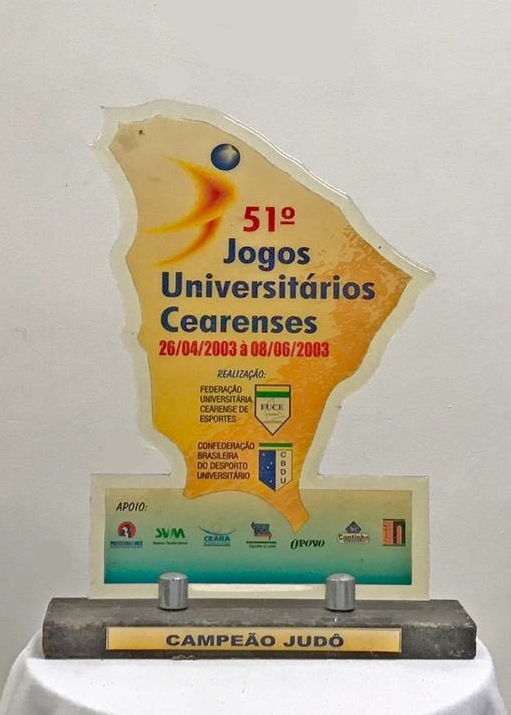 51º
Jogos
Universitários
Cearenses
26/04/2003 à 08/06/2003
REALIZAÇÃO:
FEDERAÇÃO
UNIVERSITÁRIA
CEARENSE DE
ESPORTES
FUCE
CONFEDERAÇÃO
BRASILEIRA
DO DESPORTO
UNIVERSITÁRIO
CBDU
APOIO:
SVM
CEARÁ
O POVO
Coutinho
CAMPEÃO JUDÔ